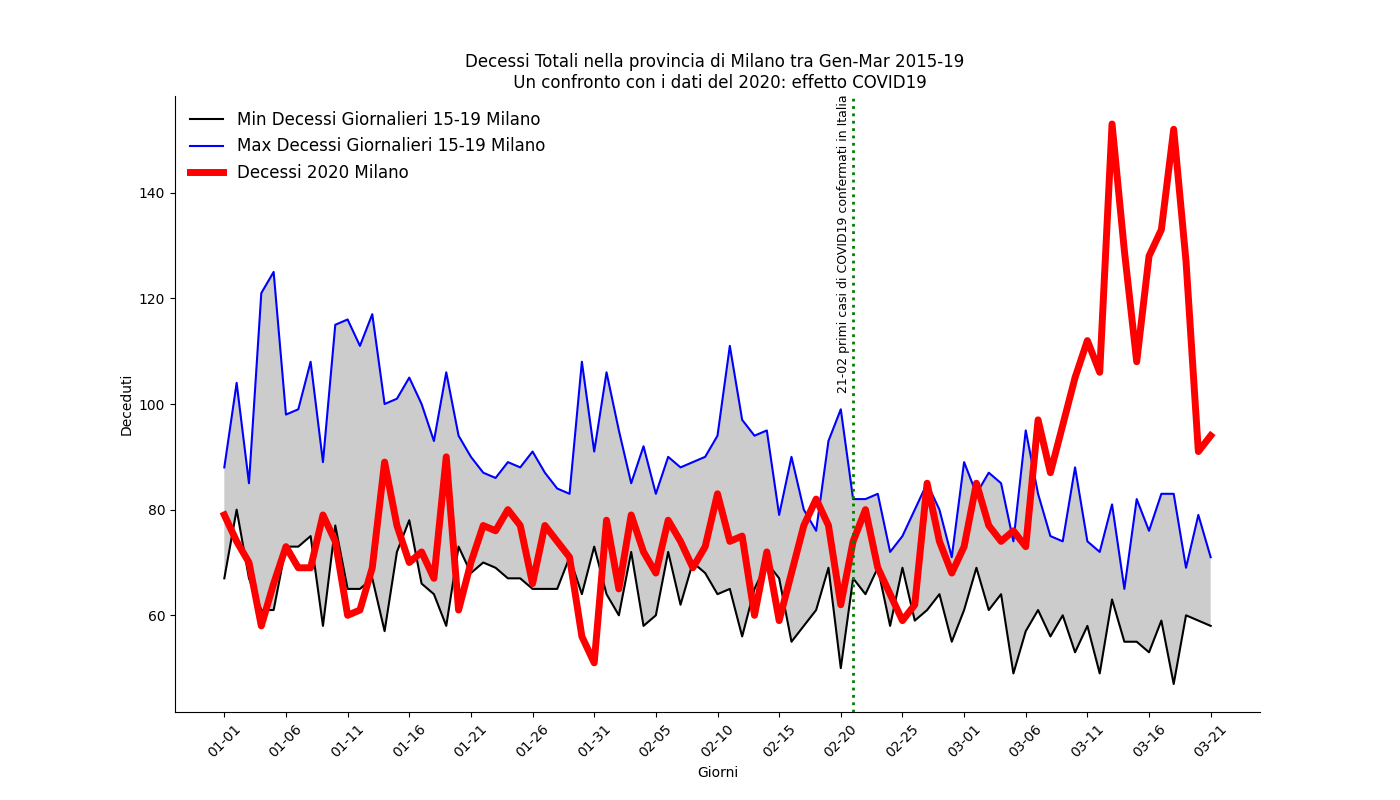 Decessi Totali nella provincia di Milano tra Gen-Mar 2015-19
Un confronto con i dati del 2020: effetto COVID19
Min Decessi Giornalieri 15-19 Milano
Max Decessi Giornalieri 15-19 Milano
Decessi 2020 Milano
21-02 primi casi di COVID19 confermati in Italia
Deceduti
140
120
100
80
60
01-01
01-06
01-11
01-16
01-21
01-26
01-31
02-05
02-10
02-15
02-20
02-25
03-01
03-06
03-11
03-16
03-21
Giorni